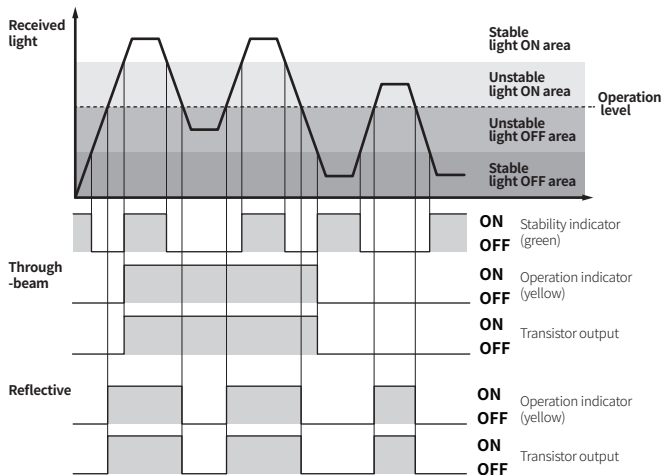 Received
light
Stable
light ON area
Unstable
light ON area
Operation
level
Unstable
light OFF area
Stable
light OFF area
ON
OFF
Stability indicator
(green)
Through
-beam
ON
OFF
Operation indicator
(yellow)
ON
OFF
Transistor output
Reflective
ON
OFF
Operation indicator
(yellow)
ON
OFF
Transistor output